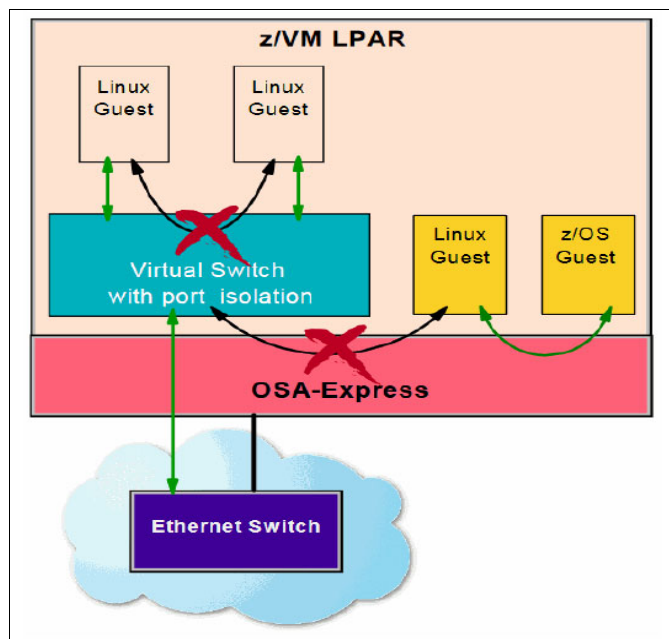 z/VM LPAR
Linux
Guest
Linux
Guest
Virtual Switch
with port isolation
Linux
Guest
z/OS
Guest
OSA-Express
Ethernet Switch